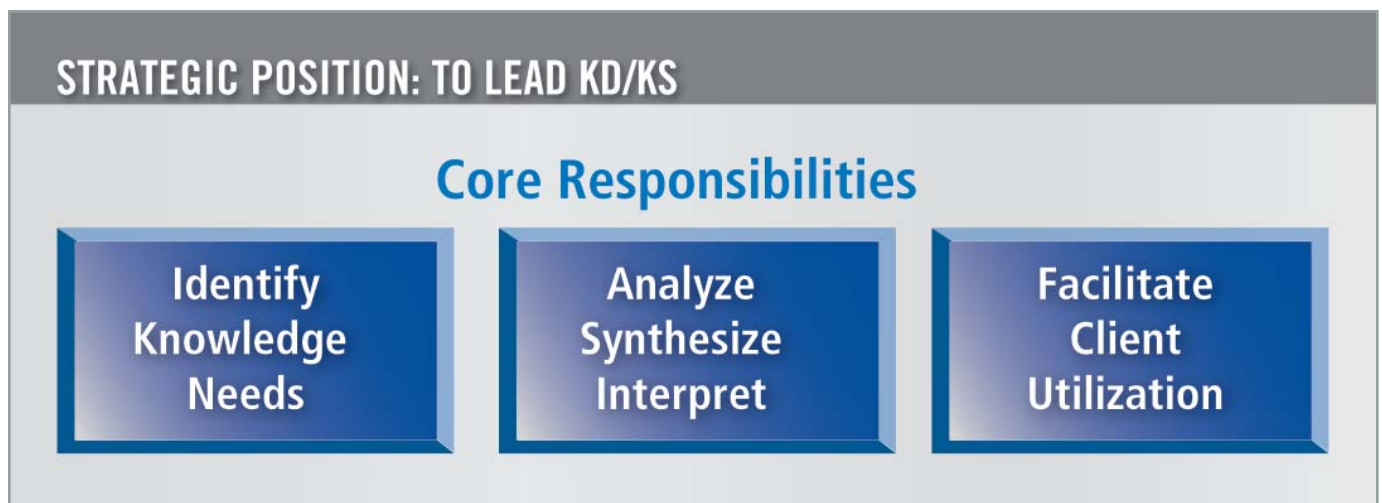 STRATEGIC POSITION: TO LEAD KD/KS
Core Responsibilities
Identify
Knowledge
Needs
Analyze
Synthesize
Interpret
Facilitate
Client
Utilization